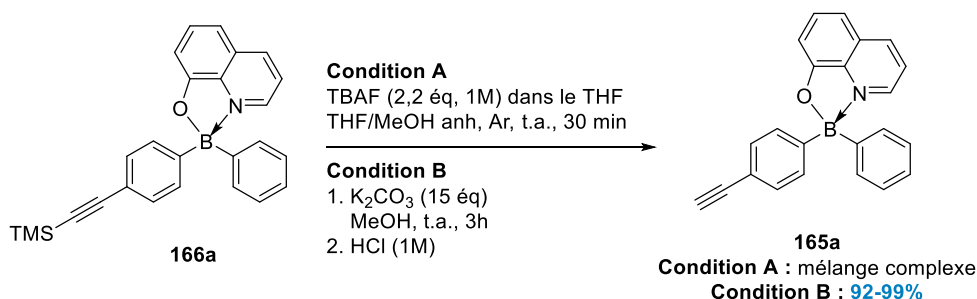 O
N
B
TMS
166a
Condition A
TBAF (2,2 éq, 1M) dans le THF
THF/MeOH anh, Ar, t.a., 30 min
Condition B
1. K₂CO₃ (15 éq)
MeOH, t.a., 3h
2. HCl (1M)
O
N
B
165a
Condition A : mélange complexe
Condition B : 92-99%